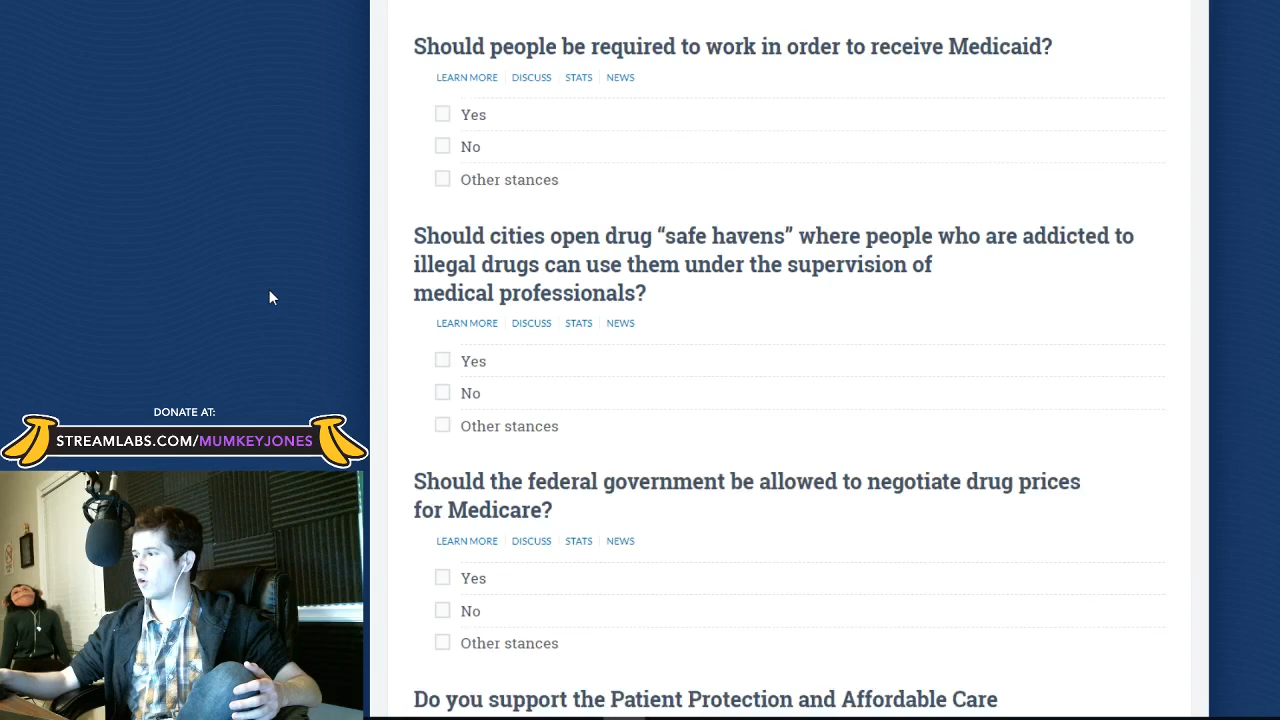 Should people be required to work in order to receive Medicaid?
LEARN MORE DISCUSS STATS NEWS
Yes
No
Other stances
Should cities open drug “safe havens” where people who are addicted to
illegal drugs can use them under the supervision of
medical professionals?
LEARN MORE DISCUSS STATS NEWS
Yes
No
Other stances
Should the federal government be allowed to negotiate drug prices
for Medicare?
LEARN MORE DISCUSS STATS NEWS
Yes
No
Other stances
Do you support the Patient Protection and Affordable Care
DONATE AT:
STREAMLABS.COM/MUMKEYJONES